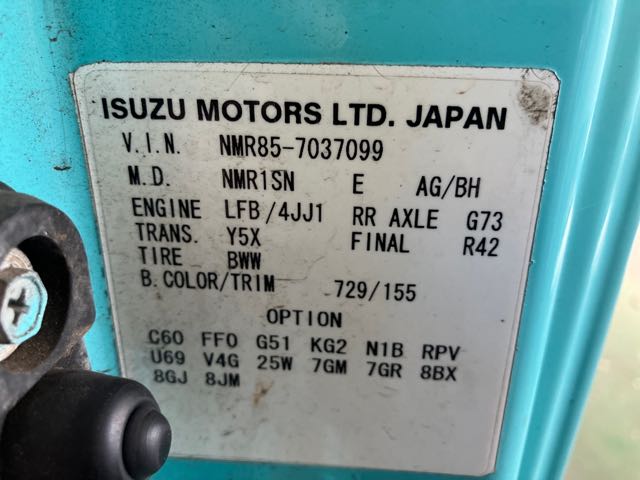 ISUZU MOTORS LTD. JAPAN
V.I.N. NMR85-7037099
M.D. NMR1SN E AG/BH
ENGINE LFB/4JJ1 RR AXLE G73
TRANS. Y5X FINAL R42
TIRE BWW
B.COLOR/TRIM 729/155
OPTION
C60 FF0 G51 KG2 N1B RPV
U69 V4G 25W 7GM 7GR 8BX
8GJ 8JM